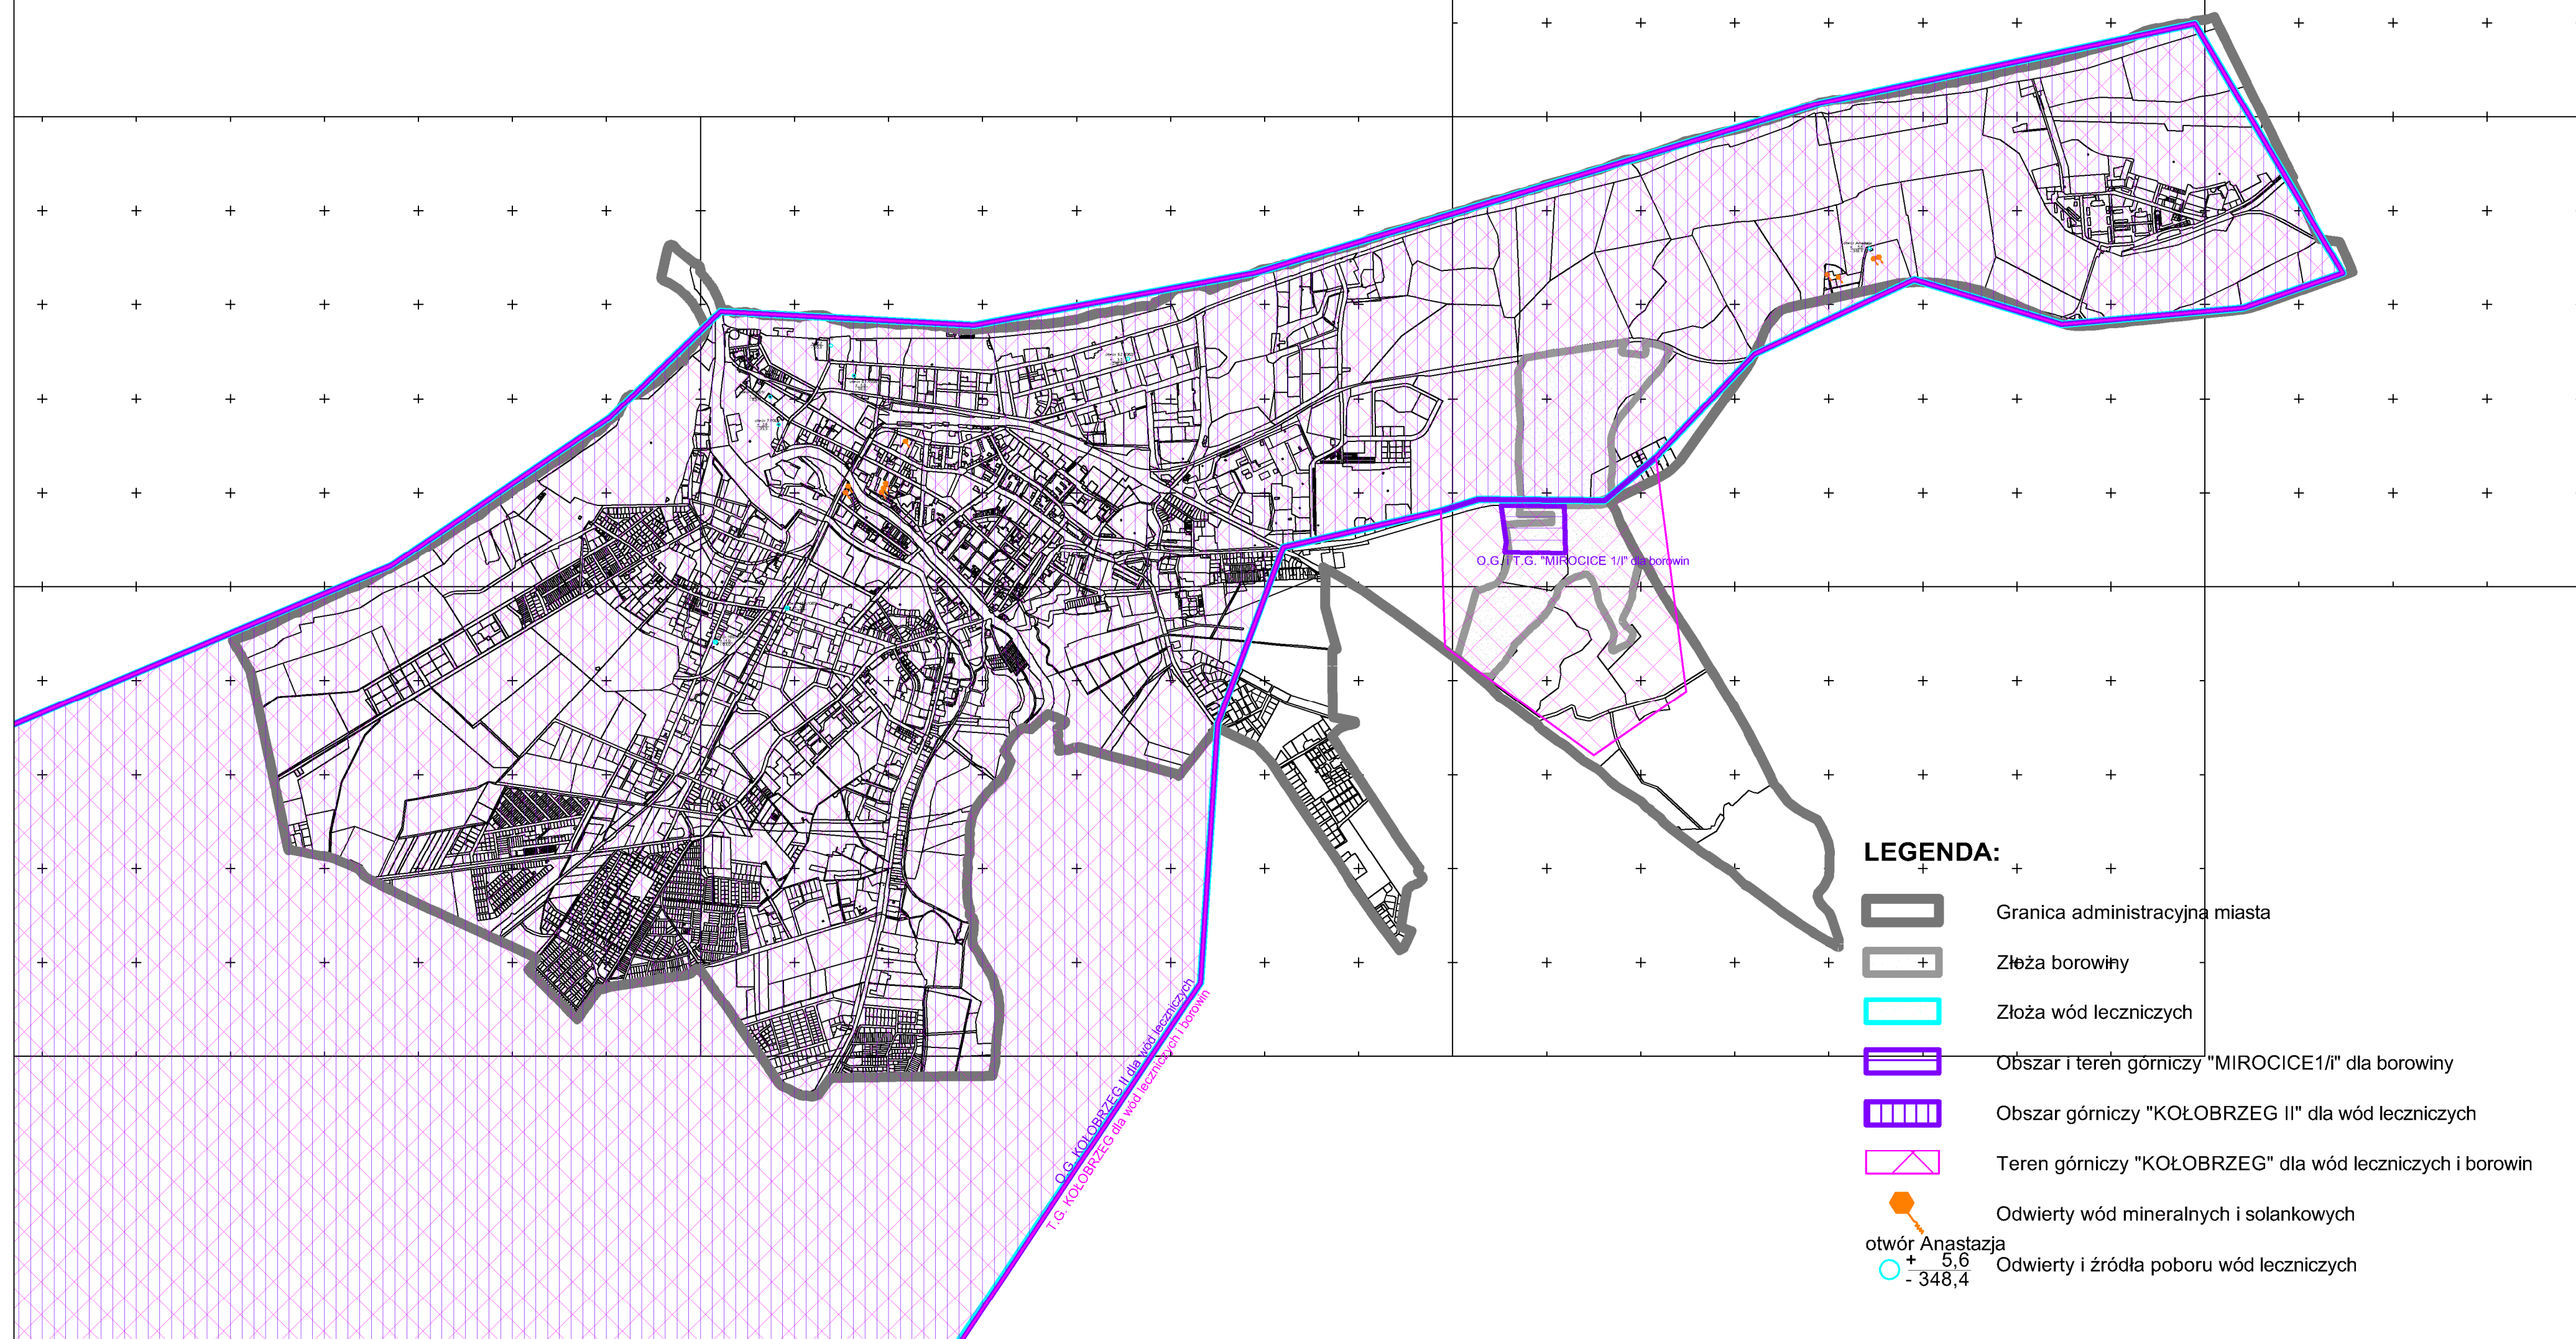 otwór Anastazja
O.G. i T.G. "MIROCICE 1/I" dla borowin
O.G. KOŁOBRZEG II dla wód leczniczych
T.G. KOŁOBRZEG dla wód leczniczych i borowin
LEGENDA:
Granica administracyjna miasta
Złoża borowiny
Złoża wód leczniczych
Obszar i teren górniczy "MIROCICE1/i" dla borowiny
Obszar górniczy "KOŁOBRZEG II" dla wód leczniczych
Teren górniczy "KOŁOBRZEG" dla wód leczniczych i borowin
Odwierty wód mineralnych i solankowych
otwór Anastazja
+ 5,6
- 348,4
Odwierty i źródła poboru wód leczniczych